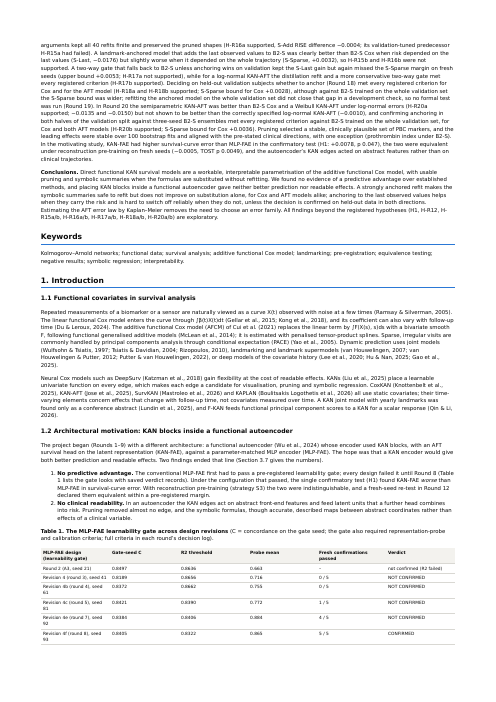 arguments kept all 40 refits finite and preserved the pruned shapes (H-R16a supported, S-Add RISE difference −0.0004; its validation-tuned predecessor
H-R15a had failed). A landmark-anchored model that adds the last observed values to B2-S was clearly better than B2-S Cox when risk depended on the
last values (S-Last, −0.0176) but slightly worse when it depended on the whole trajectory (S-Sparse, +0.0032), so H-R15b and H-R16b were not
supported. A two-way gate that falls back to B2-S unless anchoring wins on validation kept the S-Last gain but again missed the S-Sparse margin on fresh
seeds (upper bound +0.0053; H-R17a not supported), while for a log-normal KAN-AFT the distillation refit and a more conservative two-way gate met
every registered criterion (H-R17b supported). Deciding on held-out validation subjects whether to anchor (Round 18) met every registered criterion for
Cox and for the AFT model (H-R18a and H-R18b supported; S-Sparse bound for Cox +0.0028), although against B2-S trained on the whole validation set
the S-Sparse bound was wider; refitting the anchored model on the whole validation set did not close that gap in a development check, so no formal test
was run (Round 19). In Round 20 the semiparametric KAN-AFT was better than B2-S Cox and a Weibull KAN-AFT under log-normal errors (H-R20a
supported; −0.0135 and −0.0150) but not shown to be better than the correctly specified log-normal KAN-AFT (−0.0010), and confirming anchoring
in both halves of the validation split against three-seed B2-S ensembles met every registered criterion against B2-S trained on the whole validation set, for
Cox and both AFT models (H-R20b supported; S-Sparse bound for Cox +0.0036). Pruning selected a stable, clinically plausible set of PBC markers, and the
leading effects were stable over 100 bootstrap fits and aligned with the pre-stated clinical directions, with one exception (prothrombin index under B2-S).
In the motivating study, KAN-FAE had higher survival-curve error than MLP-FAE in the confirmatory test (H1: +0.0078, p 0.047), the two were
equivalent under reconstruction pre-training on fresh seeds (−0.0005, TOST p 0.0049), and the autoencoder's KAN edges acted on abstract features rather than on
clinical trajectories.
Conclusions. Direct functional KAN survival models are a workable, interpretable parametrisation of the additive functional Cox model, with usable
pruning and symbolic summaries when the formulas are substituted without refitting. We found no evidence of a predictive advantage over established
methods, and placing KAN blocks inside a functional autoencoder gave neither better prediction nor readable effects. A strongly anchored refit makes the
symbolic summaries safe to refit but does not improve on substitution alone, for Cox and AFT models alike; anchoring to the last observed values helps
when they carry the risk and is hard to switch off reliably when they do not, unless the decision is confirmed on held-out data in both directions.
Estimating the AFT error law by Kaplan-Meier removes the need to choose an error family. All findings beyond the registered hypotheses (H1, H-R12, H-
R15a/b, H-R16a/b, H-R17a/b, H-R18a/b, H-R20a/b) are exploratory.
Keywords
Kolmogorov–Arnold networks; functional data; survival analysis; additive functional Cox model; landmarking; pre-registration; equivalence testing;
negative results; symbolic regression; interpretability.
1. Introduction
1.1 Functional covariates in survival analysis
Repeated measurements of a biomarker or a sensor are naturally viewed as a curve X(t) observed with noise at a few times (Ramsay & Silverman, 2005).
The linear functional Cox model enters the curve through ∫β(t)X(t)dt (Gellar et al., 2015; Kong et al., 2018), and its coefficient can also vary with follow-up
time (Du & Leroux, 2024). The additive functional Cox model (AFCM) of Cui et al. (2021) replaces the linear term by ∫F(X(s), s)ds with a bivariate smooth
F, following functional generalised additive models (McLean et al., 2014); it is estimated with penalised tensor-product splines. Sparse, irregular visits are
commonly handled by principal components analysis through conditional expectation (PACE) (Yao et al., 2005). Dynamic prediction uses joint models
(Wulfsohn & Tsiatis, 1997; Tsiatis & Davidian, 2004; Rizopoulos, 2010), landmarking and landmark supermodels (van Houwelingen, 2007; van
Houwelingen & Putter, 2012; Putter & van Houwelingen, 2022), or deep models of the covariate history (Lee et al., 2020; Hu & Nan, 2025; Gao et al.,
2025).
Neural Cox models such as DeepSurv (Katzman et al., 2018) gain flexibility at the cost of readable effects. KANs (Liu et al., 2025) place a learnable
univariate function on every edge, which makes each edge a candidate for visualisation, pruning and symbolic regression. CoxKAN (Knottenbelt et al.,
2025), KAN-AFT (Jose et al., 2025), SurvKAN (Mastroleo et al., 2026) and KAPLAN (Boulitsakis Logothetis et al., 2026) all use static covariates; their time-
varying elements concern effects that change with follow-up time, not covariates measured over time. A KAN joint model with yearly landmarks was
found only as a conference abstract (Lundin et al., 2025), and F-KAN feeds functional principal component scores to a KAN for a scalar response (Qin & Li,
2026).
1.2 Architectural motivation: KAN blocks inside a functional autoencoder
The project began (Rounds 1–9) with a different architecture: a functional autoencoder (Wu et al., 2024) whose encoder used KAN blocks, with an AFT
survival head on the latent representation (KAN-FAE), against a parameter-matched MLP encoder (MLP-FAE). The hope was that a KAN encoder would give
both better prediction and readable effects. Two findings ended that line (Section 3.7 gives the numbers).
1. No predictive advantage. The conventional MLP-FAE first had to pass a pre-registered learnability gate; every design failed it until Round 8 (Table
1 lists the gate looks with saved verdict records). Under the configuration that passed, the single confirmatory test (H1) found KAN-FAE worse than
MLP-FAE in survival-curve error. With reconstruction pre-training (strategy S3) the two were indistinguishable, and a fresh-seed re-test in Round 12
declared them equivalent within a pre-registered margin.
2. No clinical readability. In an autoencoder the KAN edges act on abstract front-end features and feed latent units that a further head combines
into risk. Pruning removed almost no edge, and the symbolic formulas, though accurate, described maps between abstract coordinates rather than
effects of a clinical variable.
Table 1. The MLP-FAE learnability gate across design revisions (C = concordance on the gate seed; the gate also required representation-probe
and calibration criteria; full criteria in each round's decision log).
MLP-FAE design (learnability gate) Gate-seed C R2 threshold Probe mean Fresh confirmations passed Verdict
Round 2 (A3, seed 21) 0.8497 0.8636 0.663 – not confirmed (R2 failed)
Revision 4 (round 3), seed 41 0.8189 0.8656 0.716 0 / 5 NOT CONFIRMED
Revision 4b (round 4), seed 61 0.8372 0.8662 0.755 0 / 5 NOT CONFIRMED
Revision 4c (round 5), seed 81 0.8421 0.8390 0.772 1 / 5 NOT CONFIRMED
Revision 4e (round 7), seed 92 0.8384 0.8406 0.884 4 / 5 NOT CONFIRMED
Revision 4f (round 8), seed 93 0.8405 0.8322 0.865 5 / 5 CONFIRMED